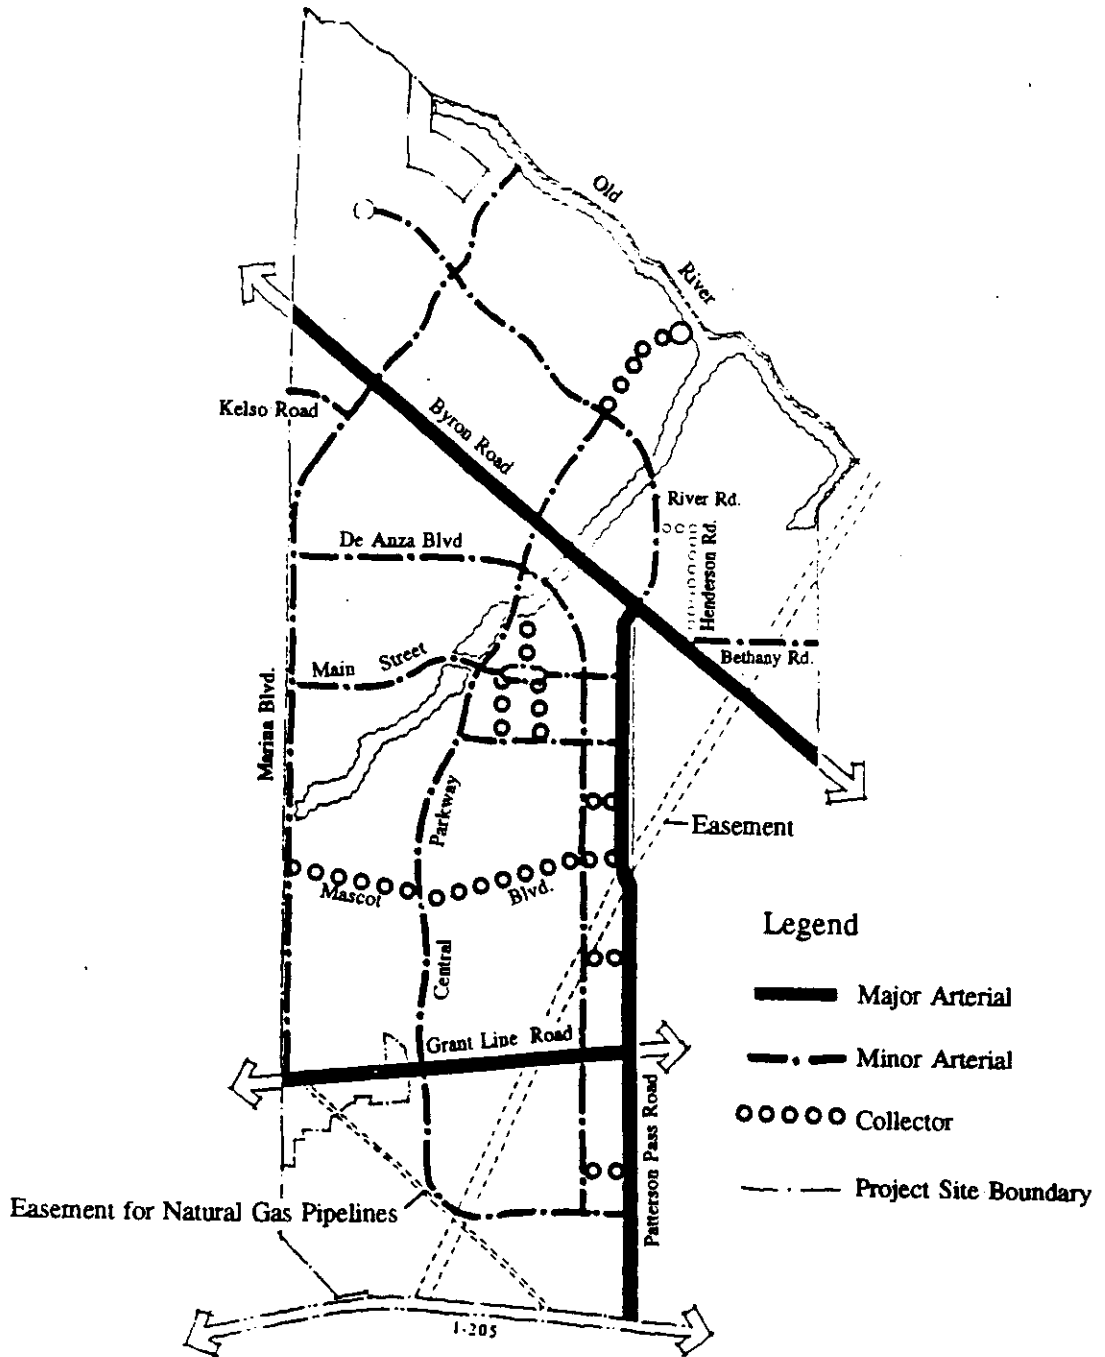 Old
River
Kelso Road
Byron Road
River Rd.
De Anza Blvd
Henderson Rd.
Main Street
Bethany Rd.
Marina Blvd.
Parkway
Easement
Mascot Blvd.
Legend
Central
Major Arterial
Grant Line Road
Minor Arterial
Patterson Pass Road
Collector
Project Site Boundary
Easement for Natural Gas Pipelines
I-205